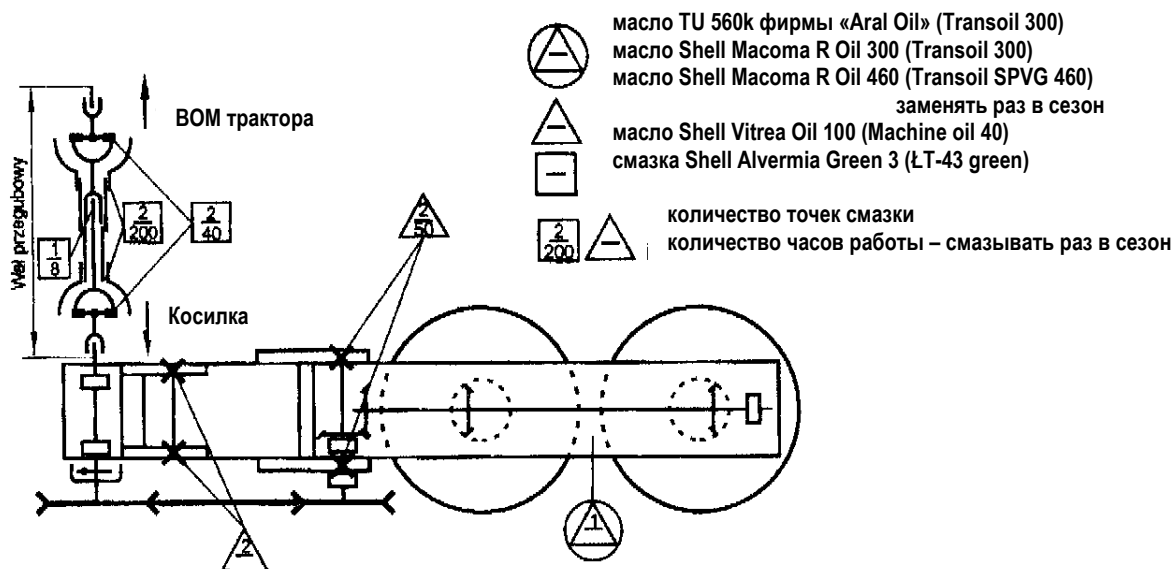 масло TU 560k фирмы «Aral Oil» (Transoil 300)
масло Shell Macoma R Oil 300 (Transoil 300)
масло Shell Macoma R Oil 460 (Transoil SPVG 460)
заменять раз в сезон
масло Shell Vitrea Oil 100 (Machine oil 40)
смазка Shell Alvermia Green 3 (ŁT-43 green)
количество точек смазки
2
200
количество часов работы – смазывать раз в сезон
ВОМ трактора
Wał przegubowy
2
200
2
40
2
50
1
8
Косилка
2
1